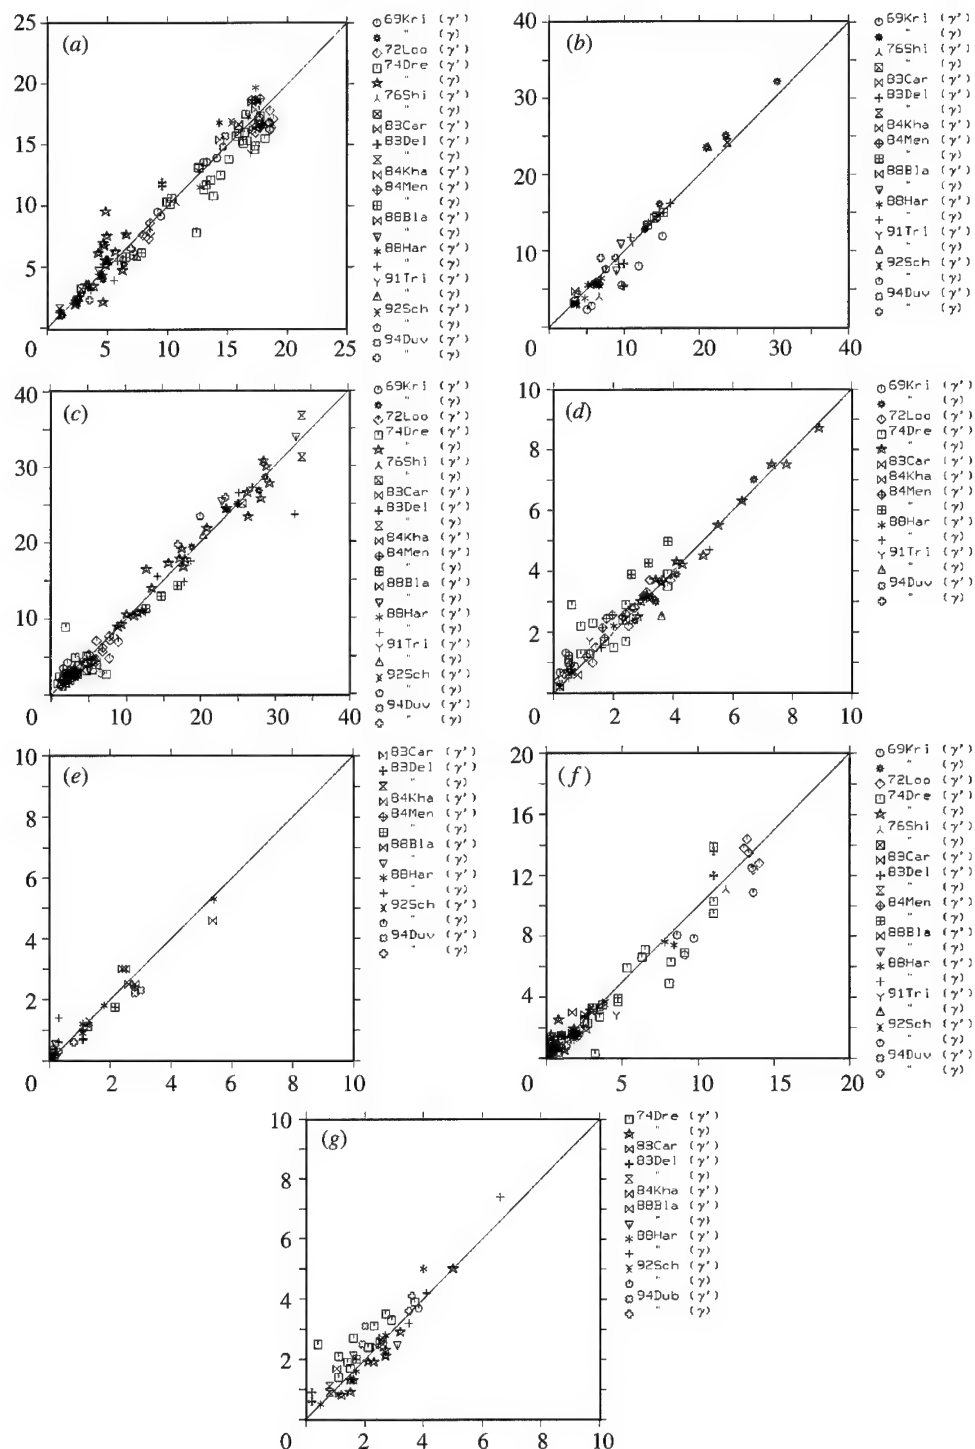 (a)
25
20
15
10
5
0
5
10
15
20
25
69Kri (γ')
" (γ)
72Loo (γ')
74Dre (γ')
" (γ)
76Shi (γ')
" (γ)
83Car (γ')
83Del (γ')
" (γ)
84Kha (γ')
84Men (γ')
" (γ)
88Bla (γ')
" (γ)
88Har (γ')
" (γ)
91Tri (γ')
" (γ)
92Sch (γ')
" (γ)
94Duv (γ')
" (γ)
(b)
40
30
20
10
0
10
20
30
40
69Kri (γ')
" (γ)
76Shi (γ')
" (γ)
83Car (γ')
83Del (γ')
" (γ)
84Kha (γ')
84Men (γ')
" (γ)
88Bla (γ')
" (γ)
88Har (γ')
" (γ)
91Tri (γ')
" (γ)
92Sch (γ')
" (γ)
94Duv (γ')
" (γ)
(c)
40
30
20
10
0
10
20
30
40
69Kri (γ')
" (γ)
72Loo (γ')
74Dre (γ')
" (γ)
76Shi (γ')
" (γ)
83Car (γ')
83Del (γ')
" (γ)
84Kha (γ')
84Men (γ')
" (γ)
88Bla (γ')
" (γ)
88Har (γ')
" (γ)
91Tri (γ')
" (γ)
92Sch (γ')
" (γ)
94Duv (γ')
" (γ)
(d)
10
8
6
4
2
0
2
4
6
8
10
69Kri (γ')
" (γ)
72Loo (γ')
74Dre (γ')
" (γ)
83Car (γ')
84Kha (γ')
84Men (γ')
" (γ)
88Har (γ')
" (γ)
91Tri (γ')
" (γ)
94Duv (γ')
" (γ)
(e)
10
8
6
4
2
0
2
4
6
8
10
83Car (γ')
83Del (γ')
" (γ)
84Kha (γ')
84Men (γ')
" (γ)
88Bla (γ')
" (γ)
88Har (γ')
" (γ)
92Sch (γ')
" (γ)
94Duv (γ')
" (γ)
(f)
20
16
12
8
4
0
5
10
15
20
69Kri (γ')
" (γ)
72Loo (γ')
74Dre (γ')
" (γ)
76Shi (γ')
" (γ)
83Car (γ')
83Del (γ')
" (γ)
84Men (γ')
" (γ)
88Bla (γ')
" (γ)
88Har (γ')
" (γ)
91Tri (γ')
" (γ)
92Sch (γ')
" (γ)
94Duv (γ')
" (γ)
(g)
10
8
6
4
2
0
2
4
6
8
10
74Dre (γ')
" (γ)
83Car (γ')
83Del (γ')
" (γ)
84Kha (γ')
88Bla (γ')
" (γ)
88Har (γ')
" (γ)
92Sch (γ')
" (γ)
94Dub (γ')
" (γ)